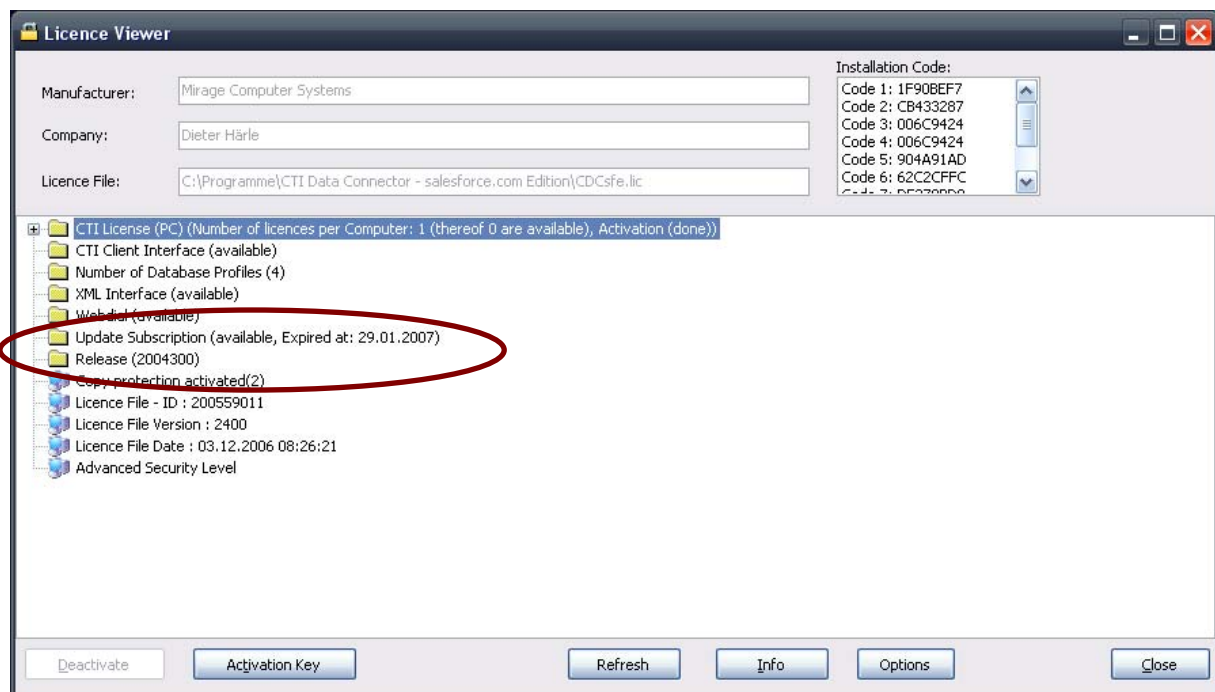 Licence Viewer
Manufacturer:
Mirage Computer Systems
Company:
Dieter Härle
Licence File:
C:\Programme\CTI Data Connector - salesforce.com Edition\CDCsfe.lic
Installation Code:
Code 1: 1F90BEF7
Code 2: CB433287
Code 3: 006C9424
Code 4: 006C9424
Code 5: 904A91AD
Code 6: 62C2CFFC
CTI License (PC) (Number of licences per Computer: 1 (thereof 0 are available), Activation (done))
CTI Client Interface (available)
Number of Database Profiles (4)
XML Interface (available)
Webdial (available)
Update Subscription (available, Expired at: 29.01.2007)
Release (2004300)
Copy protection activated(2)
Licence File - ID : 200559011
Licence File Version : 2400
Licence File Date : 03.12.2006 08:26:21
Advanced Security Level
Deactivate
Activation Key
Refresh
Info
Options
Close